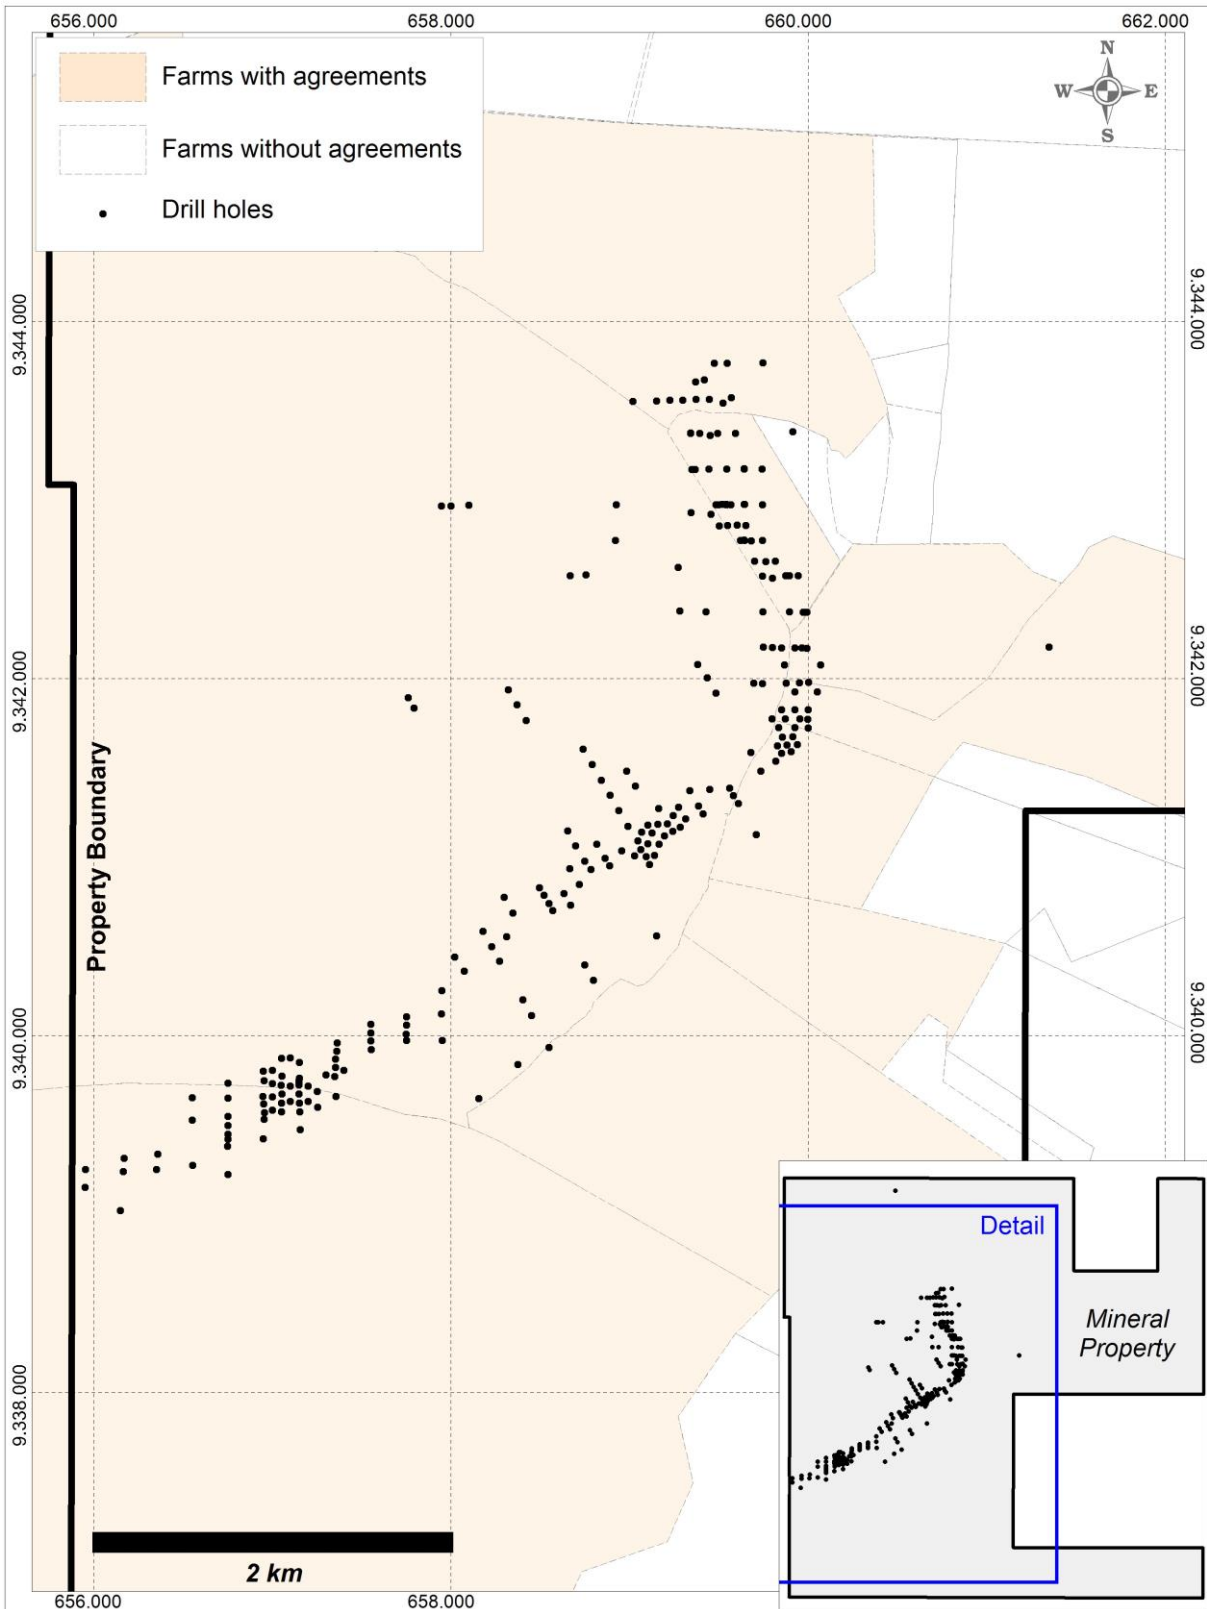 656.000
658.000
660.000
662.000
Farms with agreements
Farms without agreements
Drill holes
N
W E
S
9.344.000
9.344.000
9.342.000
9.342.000
Property Boundary
9.340.000
9.340.000
Detail
Mineral
Property
9.338.000
2 km
656.000
658.000